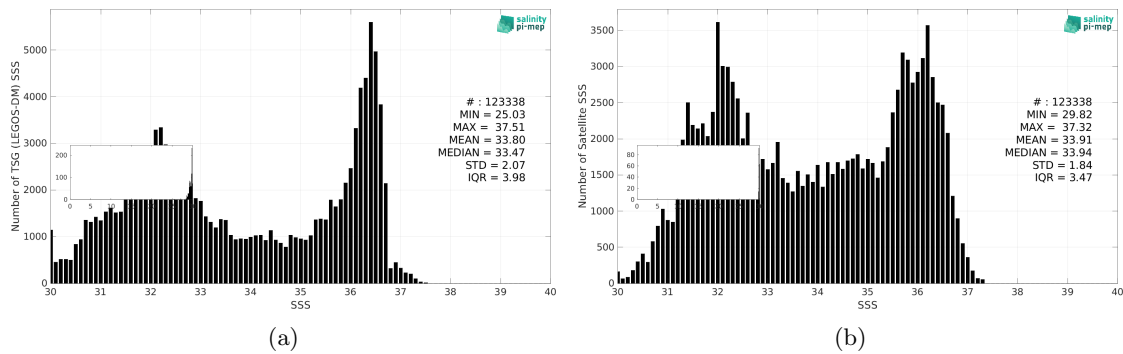 salinity
pi-mep
Number of TSG (LEGOS-DM) SSS
5000
4000
3000
2000
1000
0
# : 123338
MIN = 25.03
MAX = 37.51
MEAN = 33.80
MEDIAN = 33.47
STD = 2.07
IQR = 3.98
200
100
0
0 10
30 31 32 33 34 35 36 37 38 39 40
SSS
(a)
salinity
pi-mep
Number of Satellite SSS
3500
3000
2500
2000
1500
1000
500
0
# : 123338
MIN = 29.82
MAX = 37.32
MEAN = 33.91
MEDIAN = 33.94
STD = 1.84
IQR = 3.47
80
60
40
20
0
0 5
30 31 32 33 34 35 36 37 38 39 40
SSS
(b)